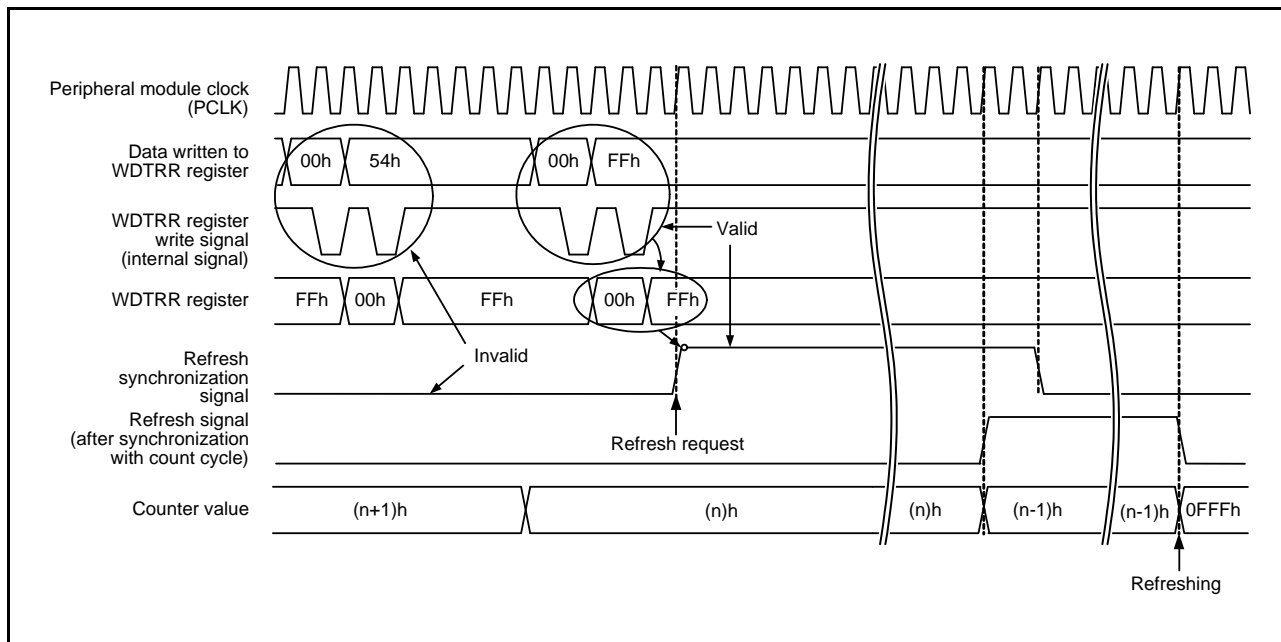 Peripheral module clock
(PCLK)
Data written to
WDTRR register
00h
54h
00h
FFh
WDTRR register
write signal
(internal signal)
Valid
WDTRR register
FFh
00h
FFh
00h
FFh
Invalid
Refresh
synchronization
signal
Refresh request
Refresh signal
(after synchronization
with count cycle)
Counter value
(n+1)h
(n)h
(n)h
(n-1)h
(n-1)h
0FFFh
Refreshing